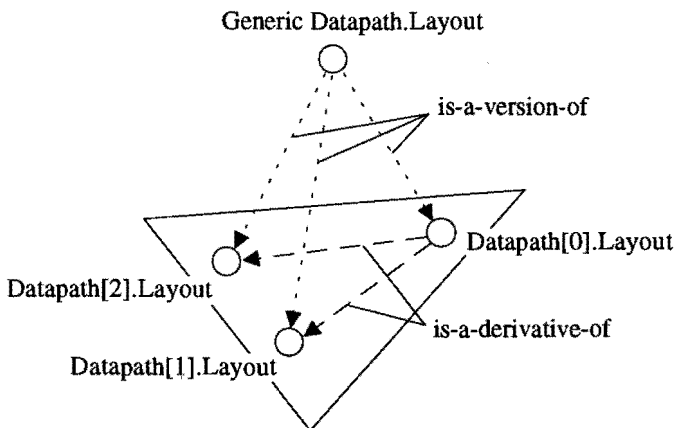 Generic Datapath.Layout
is-a-version-of
Datapath[0].Layout
Datapath[2].Layout
is-a-derivative-of
Datapath[1].Layout